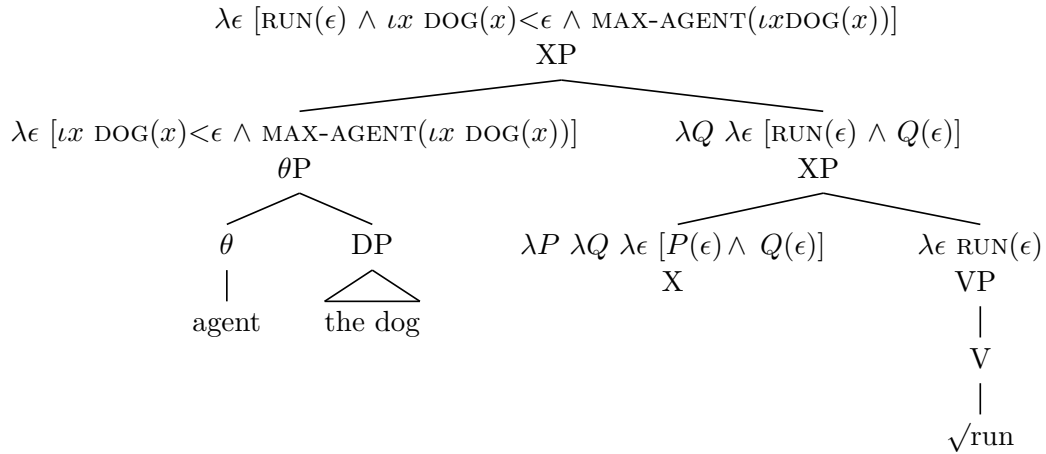 λϵ [RUN(ϵ) ∧ ιx DOG(x)<ϵ ∧ MAX-AGENT(ιxDOG(x))]
XP
λϵ [ιx DOG(x)<ϵ ∧ MAX-AGENT(ιx DOG(x))] λQ λϵ [RUN(ϵ) ∧ Q(ϵ)]
θP XP
θ DP λP λQ λϵ [P(ϵ)∧ Q(ϵ)] λϵ RUN(ϵ)
X VP
agent the dog
V
√run